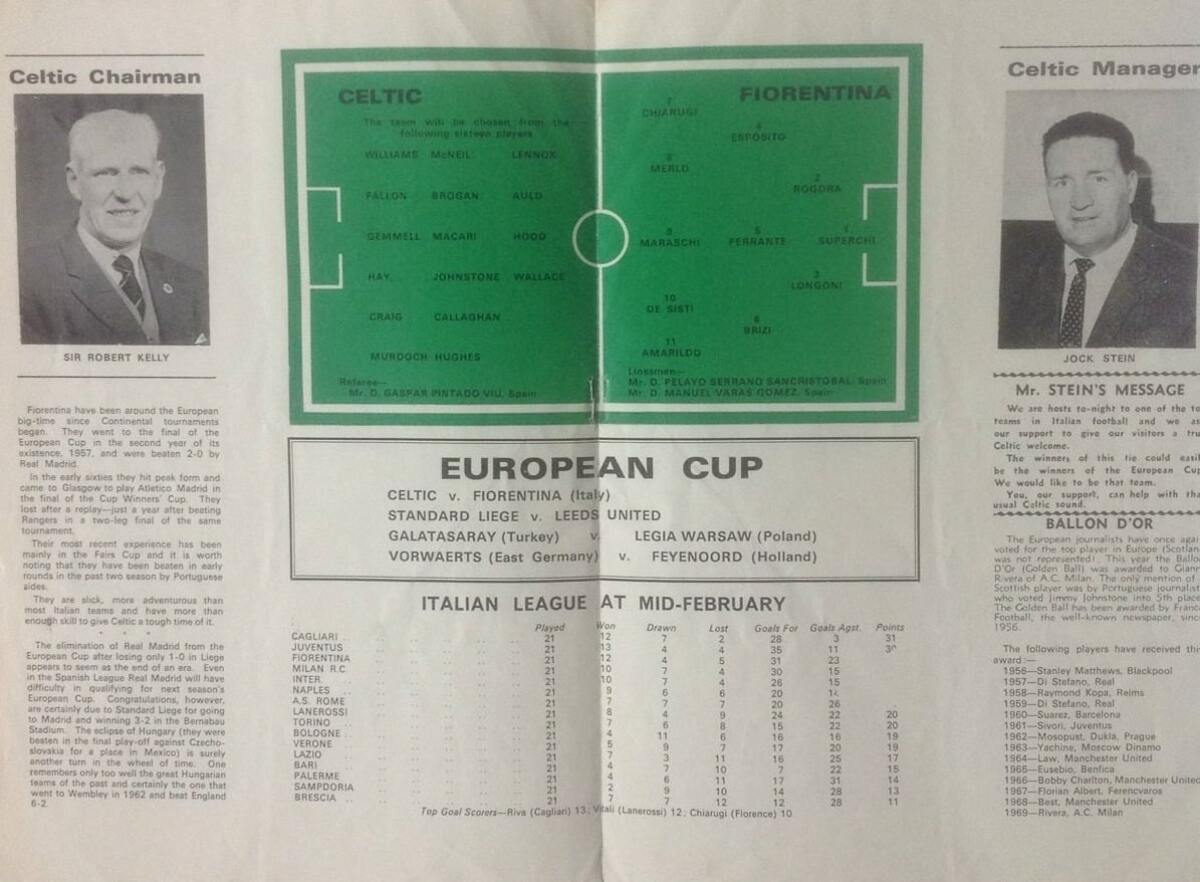 Celtic Chairman
SIR ROBERT KELLY
Fiorentina have been around the European
big-time since Continental tournaments
began. They went to the final of the
European Cup in the second year of its
existence, 1957, and were beaten 2-0 by
Real Madrid.
In the early sixties they hit peak form and
came to Glasgow to play Atletico Madrid in
the final of the Cup Winners' Cup. They
lost after a replay—just a year after beating
Rangers in a two-leg final of the same
tournament.
Their most recent experience has been
mainly in the Fairs Cup and it is worth
noting that they have been beaten in early
rounds in the past two season by Portuguese
sides.
They are slick, more adventurous than
most Italian teams and have more than
enough skill to give Celtic a tough time of it.
* * *
The elimination of Real Madrid from the
European Cup after losing only 1-0 in Liege
appears to seem as the end of an era. Even
in the Spanish League Real Madrid will have
difficulty in qualifying for next season's
European Cup. Congratulations, however,
are certainly due to Standard Liege for going
to Madrid and winning 3-2 in the Bernabau
Stadium. The eclipse of Hungary (they were
beaten in the final play-off against Czecho-
slovakia for a place in Mexico) is surely
another turn in the wheel of time. One
remembers only too well the great Hungarian
teams of the past and certainly the one that
went to Wembley in 1962 and beat England
6-2.
CELTIC
The team will be chosen from the
following sixteen players
WILLIAMS McNEIL LENNOX
FALLON BROGAN AULD
GEMMELL MACARI HOOD
HAY, JOHNSTONE WALLACE
CRAIG CALLAGHAN
MURDOCH HUGHES
Referee—
Mr. D. GASPAR PINTADO VIU, Spain
FIORENTINA
7
CHIARUGI
4
ESPOSITO
8
MERLO
2
ROGORA
9 5 1
MARASCHI FERRANTE SUPERCHI
3
LONGONI
10
DE SISTI
6
BRIZI
11
AMARILDO
Linesmen—
Mr. D. PELAYO SERRANO SANCRISTOBAL, Spain
Mr. D. MANUEL VARAS GOMEZ, Spain
EUROPEAN CUP
CELTIC v. FIORENTINA (Italy)
STANDARD LIEGE v. LEEDS UNITED
GALATASARAY (Turkey) v. LEGIA WARSAW (Poland)
VORWAERTS (East Germany) v. FEYENOORD (Holland)
ITALIAN LEAGUE AT MID-FEBRUARY
Played Won Drawn Lost Goals For Goals Agst. Points
CAGLIARI .. 21 12 7 2 28 3 31
JUVENTUS 21 13 4 4 35 11
FIORENTINA 21 12 4 5 31 23
MILAN R.C. 21 10 7 4 30 15
INTER. 21 10 7 4 26 15
NAPLES .. 21 9 6 6 20
A.S. ROME 21 7 7 7 20 26
LANEROSSI 21 8 4 9 24 22 20
TORINO .. 21 7 6 8 15 22 20
BOLOGNE .. 21 4 11 6 16 16 19
VERONE .. 21 5 9 7 17 20 19
LAZIO .. 21 7 3 11 16 25 17
BARI .. 21 4 7 10 7 22 15
PALERME 21 4 6 11 17 31 14
SAMPDORIA 21 2 9 10 14 28 13
BRESCIA .. 21 7 7 12 12 28 11
Top Goal Scorers—Riva (Cagliari) 13; Vitali (Lanerossi) 12; Chiarugi (Florence) 10
Celtic Manager
JOCK STEIN
Mr. STEIN'S MESSAGE
We are hosts to-night to one of the
teams in Italian football and we
our support to give our visitors a
Celtic welcome.
The winners of this tie could
be the winners of the European
We would like to be that team.
You, our support, can help with
usual Celtic sound.
BALLON D'OR
The European journalists have once
voted for the top player in Europe (Scotland
was not represented!. This year the
D'Or (Golden Ball) was awarded to
Rivera of A.C. Milan. The only mention of
Scottish player was by Portuguese journalist
who voted Jimmy Johnstone into 5th place
The Golden Ball has been awarded by
Football, the well-known newspaper,
1956.
The following players have received
award:—
1956—Stanley Matthews, Blackpool
1957—Di Stefano, Real
1958—Raymond Kopa, Reims
1959—Di Stefano, Real
1960—Suarez, Barcelona
1961—Sivori, Juventus
1962—Mosopust, Dukla, Prague
1963—Yachine, Moscow Dinamo
1964—Law, Manchester United
1965—Eusebio, Benfica
1966—Bobby Charlton, Manchester United
1967—Florian Albert, Ferencvaros
1968—Best, Manchester United
1969—Rivera, A.C. Milan